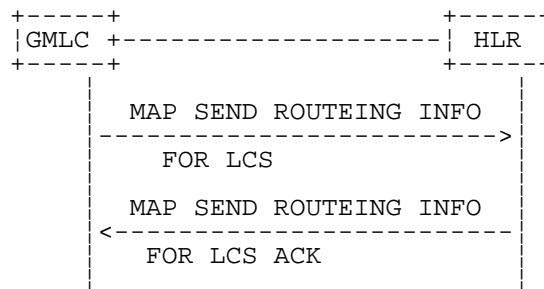 GMLC
HLR
MAP SEND ROUTEING INFO
FOR LCS
MAP SEND ROUTEING INFO
FOR LCS ACK